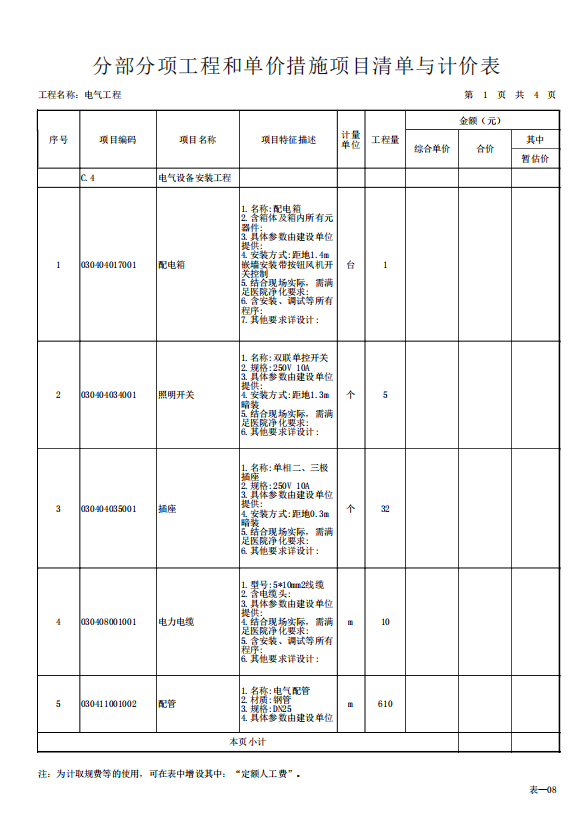 分部分项工程和单价措施项目清单与计价表
工程名称：电气工程 第 1 页 共 4 页
序号 项目编码 项目名称 项目特征描述 计量单位 工程量 金额（元）
综合单价 合价 其中
暂估价
C.4 电气设备安装工程
1 030404017001 配电箱
1.名称:配电箱
2.含箱体及箱内所有元
器件:
3.具体参数由建设单位
提供:
4.安装方式:距地1.4m
嵌墙安装带按钮风机开
关控制
5.结合现场实际，需满
足医院净化要求:
6.含安装、调试等所有
程序:
7.其他要求详设计:
台 1
2 030404034001 照明开关
1.名称:双联单控开关
2.规格:250V 10A
3.具体参数由建设单位
提供:
4.安装方式:距地1.3m
暗装
5.结合现场实际，需满
足医院净化要求:
6.其他要求详设计:
个 5
3 030404035001 插座
1.名称:单相二、三极
插座
2.规格:250V 10A
3.具体参数由建设单位
提供:
4.安装方式:距地0.3m
暗装
5.结合现场实际，需满
足医院净化要求:
6.其他要求详设计:
个 32
4 030408001001 电力电缆
1.型号:5*10mm2线缆
2.含电缆头:
3.具体参数由建设单位
提供:
4.结合现场实际，需满
足医院净化要求:
5.含安装、调试等所有
程序:
6.其他要求详设计:
m 10
5 030411001002 配管
1.名称:电气配管
2.材质:钢管
3.规格:DN25
4.具体参数由建设单位
m 610
本页小计
注：为计取规费等的使用，可在表中增设其中：“定额人工费”。
表—08